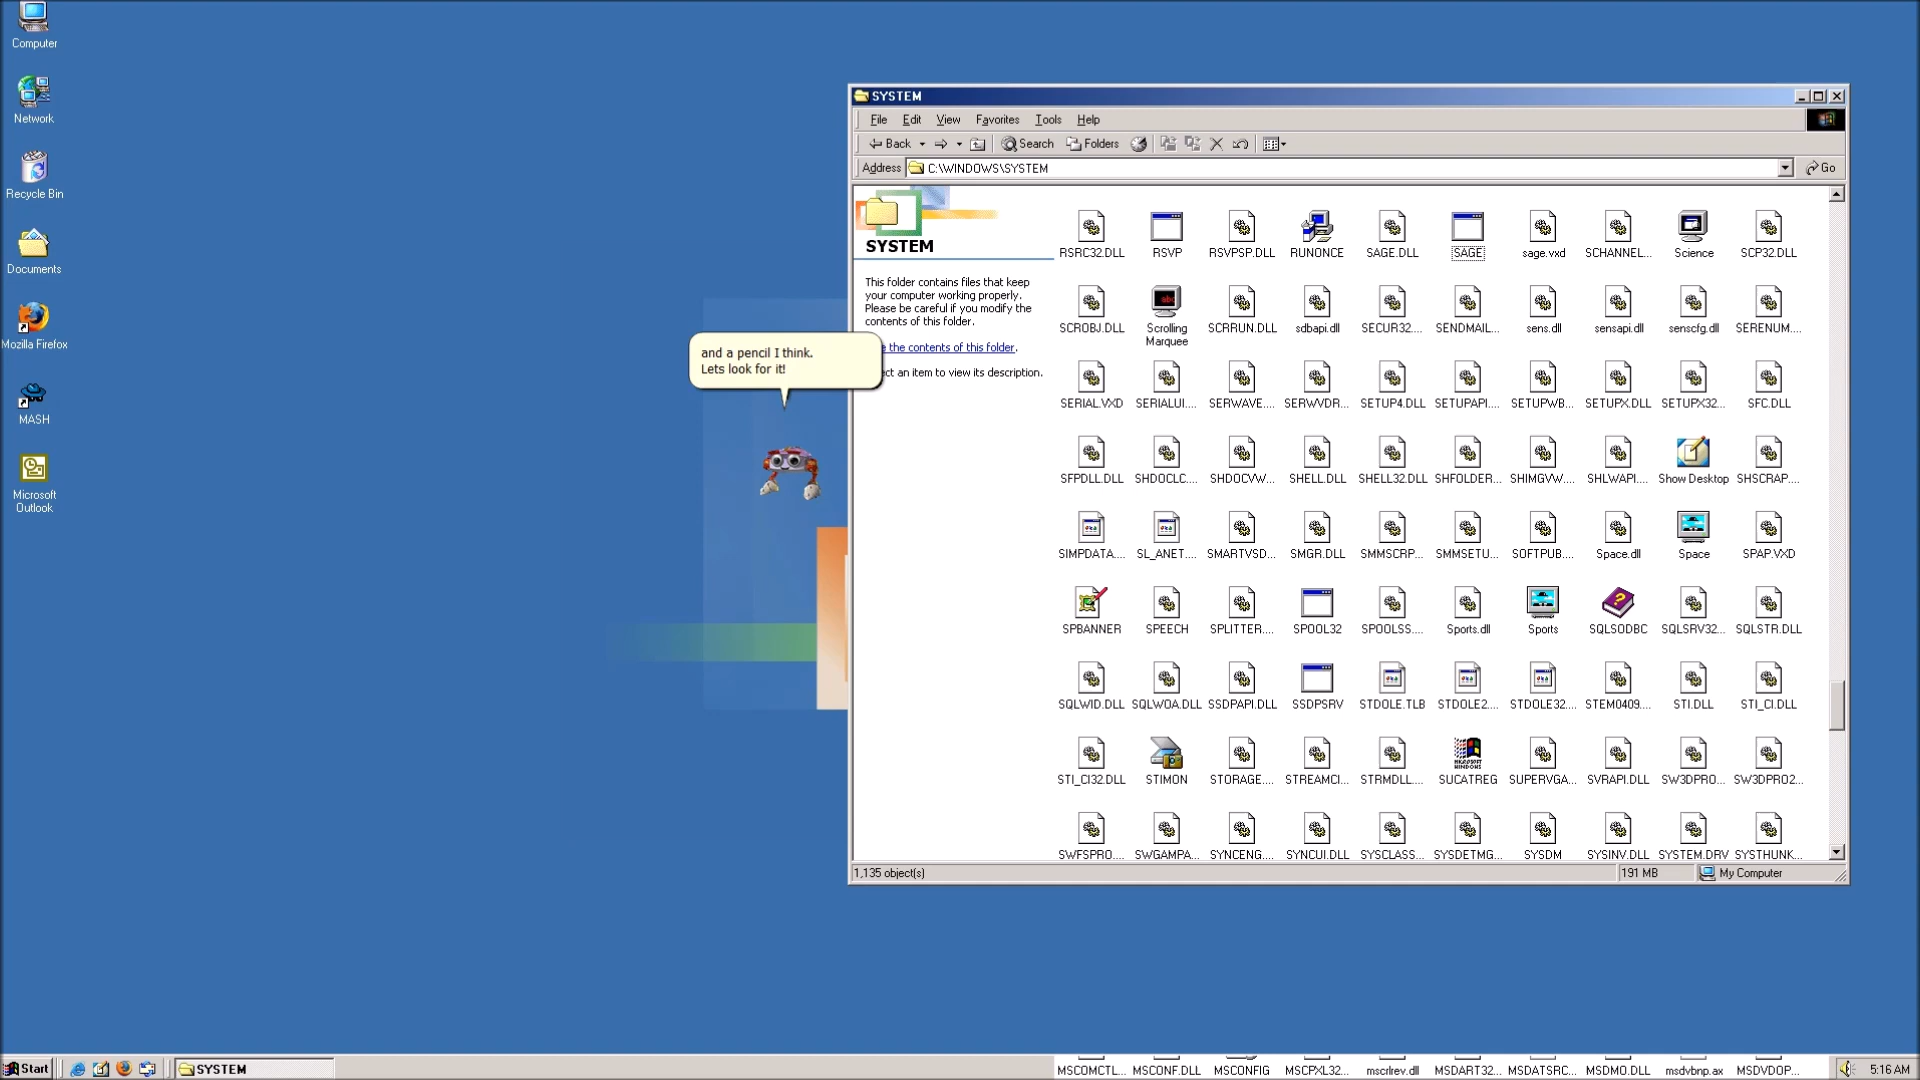 Computer
Network
Recycle Bin
Documents
Mozilla Firefox
MASH
Microsoft
Outlook
and a pencil I think.
Lets look for it!
SYSTEM
File Edit View Favorites Tools Help
Back Search Folders
Address C:\WINDOWS\SYSTEM Go
SYSTEM
This folder contains files that keep
your computer working properly.
Please be careful if you modify the
contents of this folder.
the contents of this folder.
an item to view its description.
RSRC32.DLL RSVP RSVPSP.DLL RUNONCE SAGE.DLL SAGE sage.vxd SCHANNEL... Science SCP32.DLL
abc
SCROBJ.DLL Scrolling SCRRUN.DLL sdbapi.dll SECUR32.... SENDMAIL... sens.dll sensapi.dll senscfg.dll SERENUM....
Marquee
SERIAL.VXD SERIALUI.... SERWAVE.... SERWVDR... SETUP4.DLL SETUPAPI.... SETUPWB... SETUPX.DLL SETUPX32... SFC.DLL
SFPDLL.DLL SHDOCLC.... SHDOCVW... SHELL.DLL SHELL32.DLL SHFOLDER... SHIMGVW.... SHLWAPI.... Show Desktop SHSCRAP....
SIMPDATA.... SL_ANET.... SMARTVSD... SMGR.DLL SMMSCRP... SMMSETU... SOFTPUB.... Space.dll Space SPAP.VXD
SPBANNER SPEECH SPLITTER.... SPOOL32 SPOOLSS.... Sports.dll Sports SQLSODBC SQLSRV32... SQLSTR.DLL
SQLWID.DLL SQLWOA.DLL SSDPAPI.DLL SSDPSRV STDOLE.TLB STDOLE2.... STDOLE32.... STEM0409.... STI.DLL STI_CI.DLL
STI_CI32.DLL STIMON STORAGE.... STREAMCI... STRMDLL.... SUCATREG SUPERVGA... SVRAPI.DLL SW3DPRO... SW3DPRO2...
SWFSPRO.... SWGAMPA... SYNCENG.... SYNCUI.DLL SYSCLASS... SYSDETMG... SYSDM SYSINV.DLL SYSTEM.DRV SYSTHUNK...
1,135 object(s) 191 MB My Computer
Start SYSTEM MSCOMCTL... MSCONF.DLL MSCONFIG MSCPXL32... mscrlrev.dll MSDART32... MSDATSRC... MSDMO.DLL msdvbnp.ax MSDVDOP... 5:16 AM